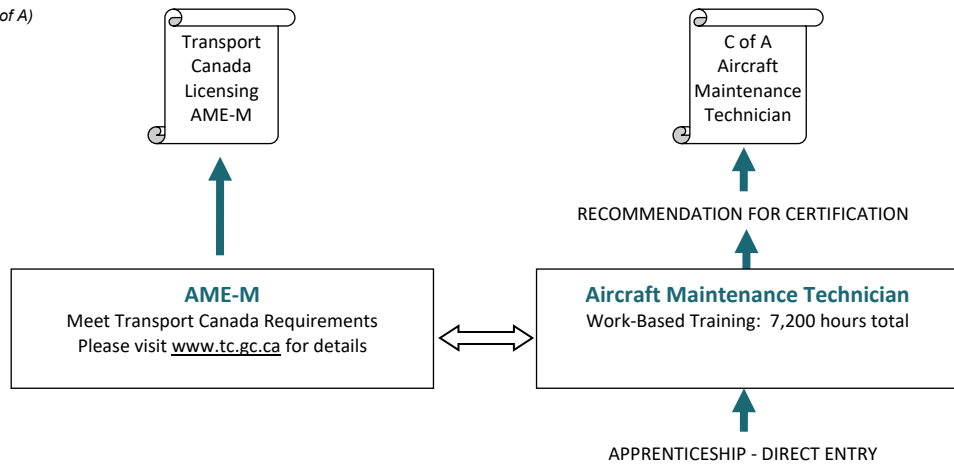 of A)
Transport
Canada
Licensing
AME-M
C of A
Aircraft
Maintenance
Technician
RECOMMENDATION FOR CERTIFICATION
AME-M
Meet Transport Canada Requirements
Please visit www.tc.gc.ca for details
Aircraft Maintenance Technician
Work-Based Training: 7,200 hours total
APPRENTICESHIP - DIRECT ENTRY